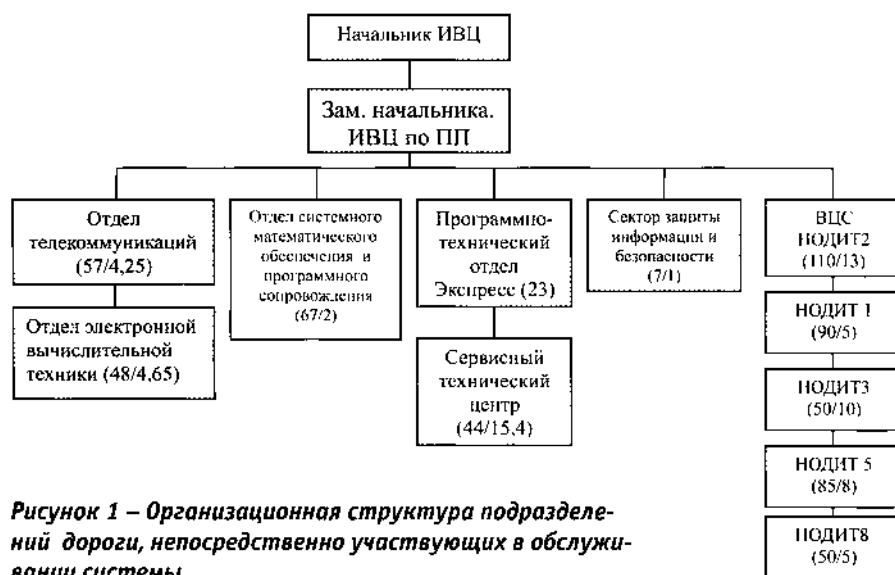 Начальник ИВЦ
Зам. начальника.
ИВЦ по ПП
Отдел
телекоммуникаций
(57/4,25)
Отдел электронной
вычислительной
техники (48/4,65)
Отдел системного
математического
обеспечения и
программного
сопровождения
(67/2)
Программно-
технический
отдел
Экспресс (23)
Сервисный
технический
центр
(44/15,4)
Сектор защиты
информация и
безопасности
(7/1)
ВЦС
НОДИТ2
(110/13)
НОДИТ 1
(90/5)
НОДИТ3
(50/10)
НОДИТ 5
(85/8)
НОДИТ8
(50/5)
Рисунок 1 – Организационная структура подразделе-
ний дороги, непосредственно участвующих в обслужи-
вании системы